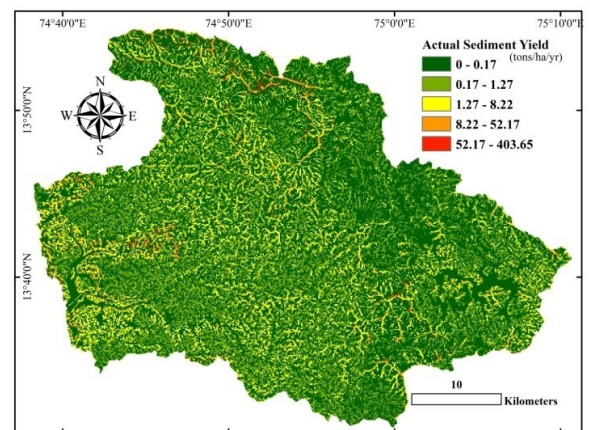 74°40'0"E 74°50'0"E 75°0'0"E 75°10'0"E
Actual Sediment Yield
(tons/ha/yr)
0 - 0.17
0.17 - 1.27
1.27 - 8.22
8.22 - 52.17
52.17 - 403.65
N
W E
S
13°50'0"N
13°40'0"N
10
Kilometers